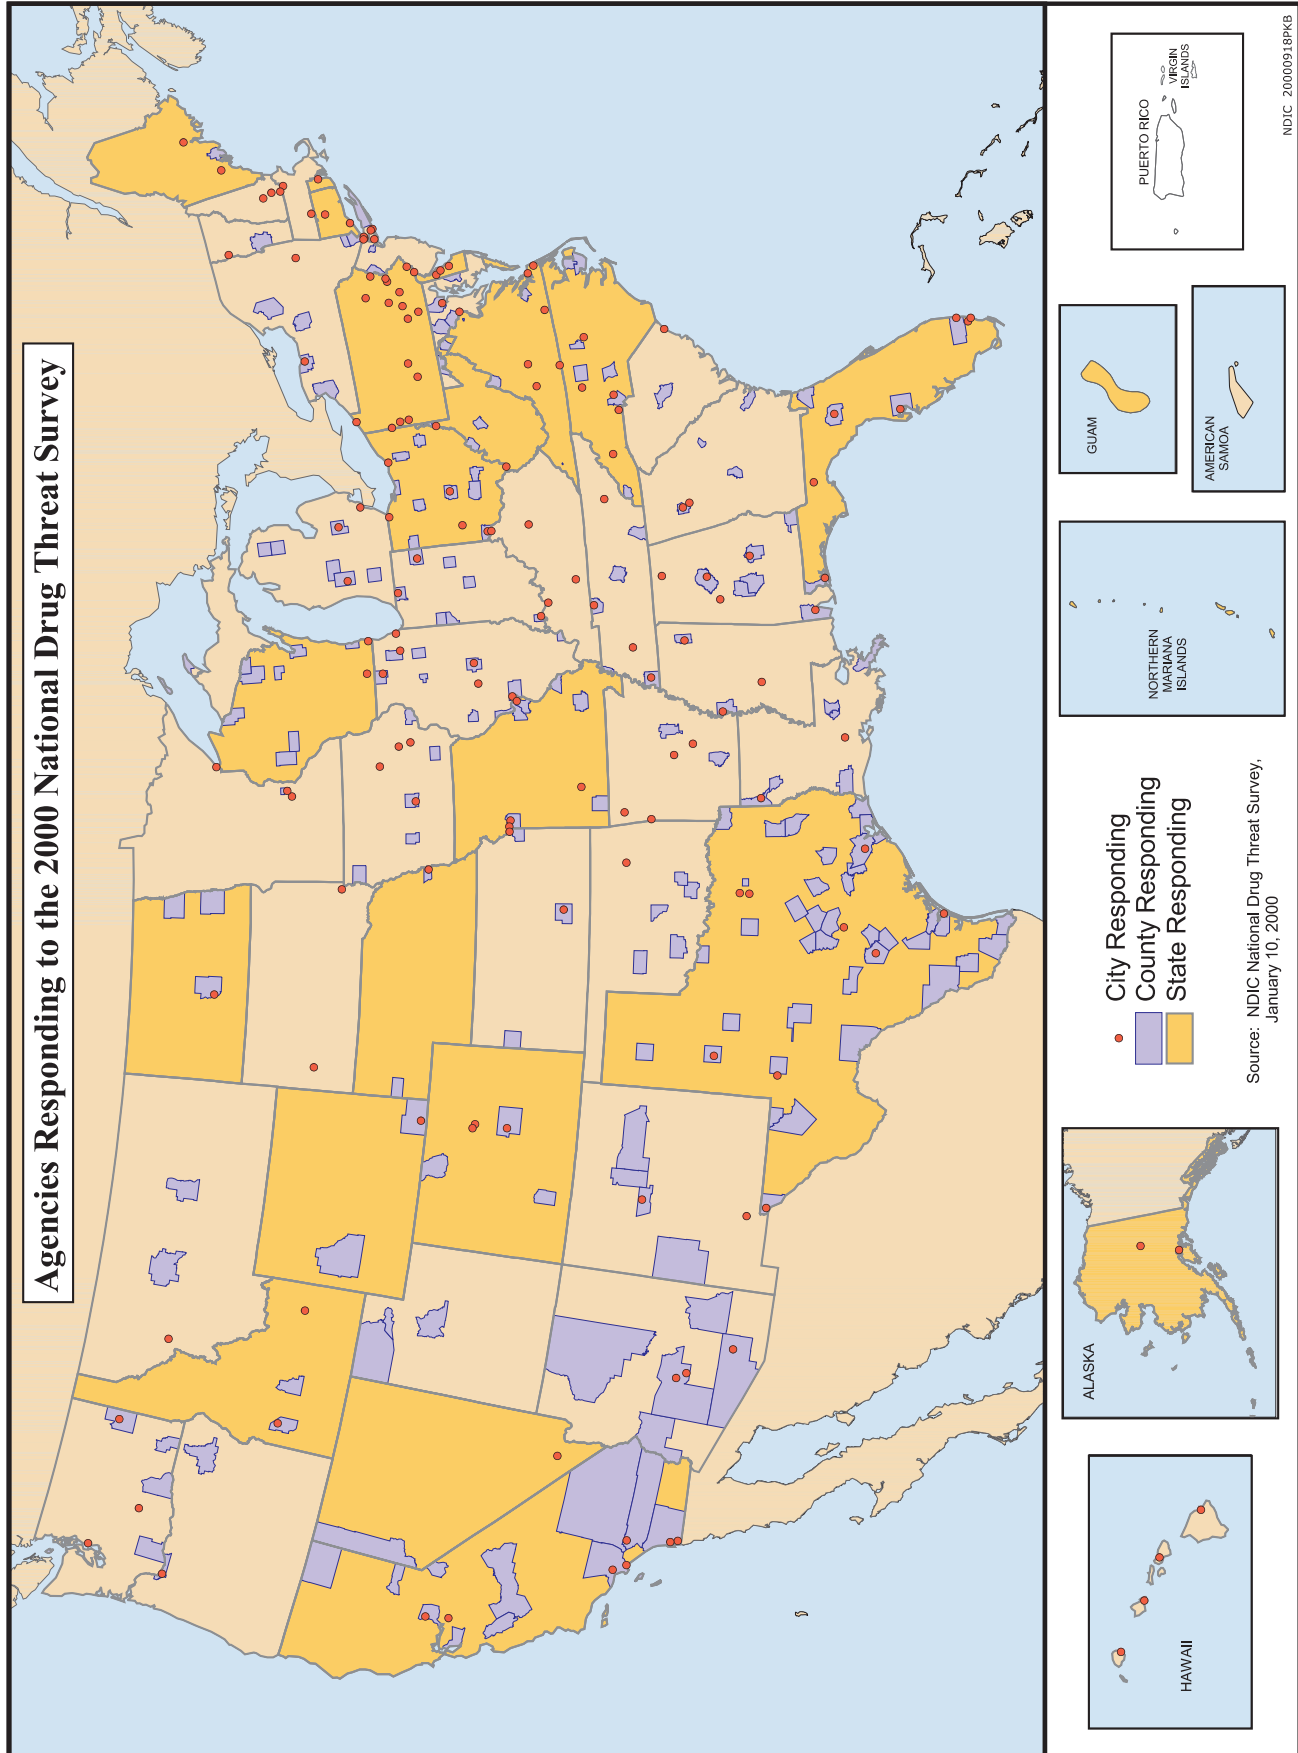 Agencies Responding to the 2000 National Drug Threat Survey
HAWAII
ALASKA
City Responding
County Responding
State Responding
Source: NDIC National Drug Threat Survey,
January 10, 2000
NORTHERN
MARIANA
ISLANDS
GUAM
AMERICAN
SAMOA
PUERTO RICO
VIRGIN
ISLANDS
NDIC 20000918PKB